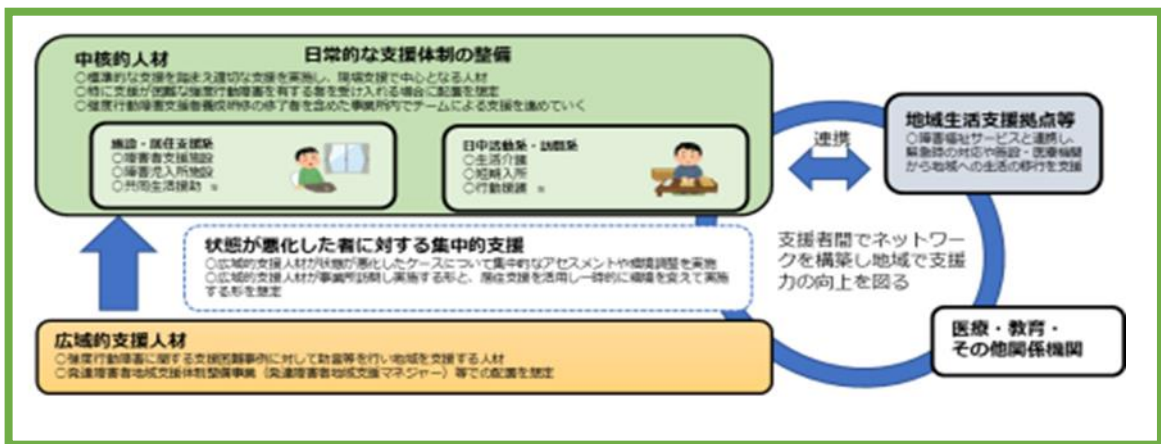 中核的人材
日常的な支援体制の整備
○標準的な支援を踏まえ適切な支援を実施し、現場支援で中心となる人材
○特に支援が困難な強度行動障害を有する者を受け入れる場合に配置を想定
○強度行動障害支援者養成研修の修了者を含めた事業所内でチームによる支援を進めていく
施設・居住支援系
○障害者支援施設
○障害児入所施設
○共同生活援助 等
日中活動系・訪問系
○生活介護
○短期入所
○行動援護 等
連携
地域生活支援拠点等
○障害福祉サービスと連携し、
緊急時の対応や施設・医療機関
から地域への生活の移行を支援
状態が悪化した者に対する集中的支援
○広域的支援人材が状態が悪化したケースについて集中的なアセスメントや環境調整を実施
○広域的支援人材が事業所訪問し実施する形と、居住支援を活用し一時的に環境を変えて実施
する形を想定
支援者間でネットワー
クを構築し地域で支援
力の向上を図る
広域的支援人材
○強度行動障害に関する支援困難事例に対して助言等を行い地域を支援する人材
○発達障害者地域支援体制整備事業（発達障害者地域支援マネジャー）等での配置を想定
医療・教育・
その他関係機関